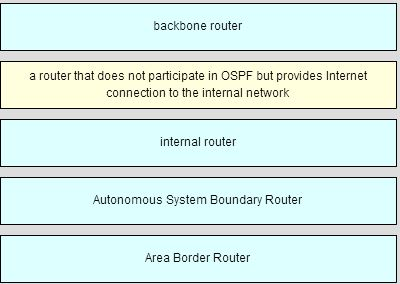 backbone router
a router that does not participate in OSPF but provides Internet
connection to the internal network
internal router
Autonomous System Boundary Router
Area Border Router